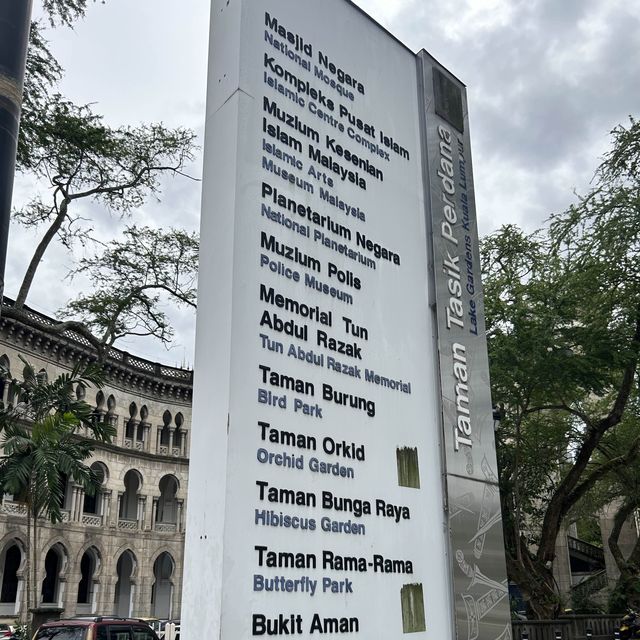 Masjid Negara
National Mosque
Kompleks Pusat Islam
Islamic Centre Complex
Muzium Kesenian
Islam Malaysia
Islamic Arts
Museum Malaysia
Planetarium Negara
National Planetarium
Muzium Polis
Police Museum
Memorial Tun
Abdul Razak
Tun Abdul Razak Memorial
Taman Burung
Bird Park
Taman Orkid
Orchid Garden
Taman Bunga Raya
Hibiscus Garden
Taman Rama-Rama
Butterfly Park
Bukit Aman
Taman Tasik Perdana
Lake Gardens Kuala Lumpur